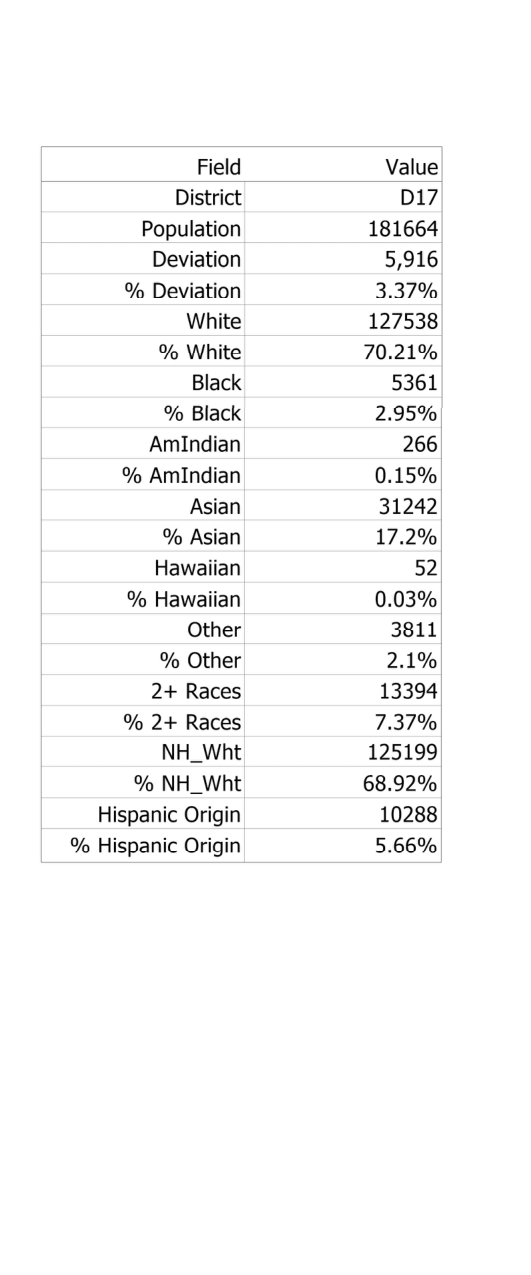 Field Value
District D17
Population 181664
Deviation 5,916
% Deviation 3.37%
White 127538
% White 70.21%
Black 5361
% Black 2.95%
AmIndian 266
% AmIndian 0.15%
Asian 31242
% Asian 17.2%
Hawaiian 52
% Hawaiian 0.03%
Other 3811
% Other 2.1%
2+ Races 13394
% 2+ Races 7.37%
NH_Wht 125199
% NH_Wht 68.92%
Hispanic Origin 10288
% Hispanic Origin 5.66%